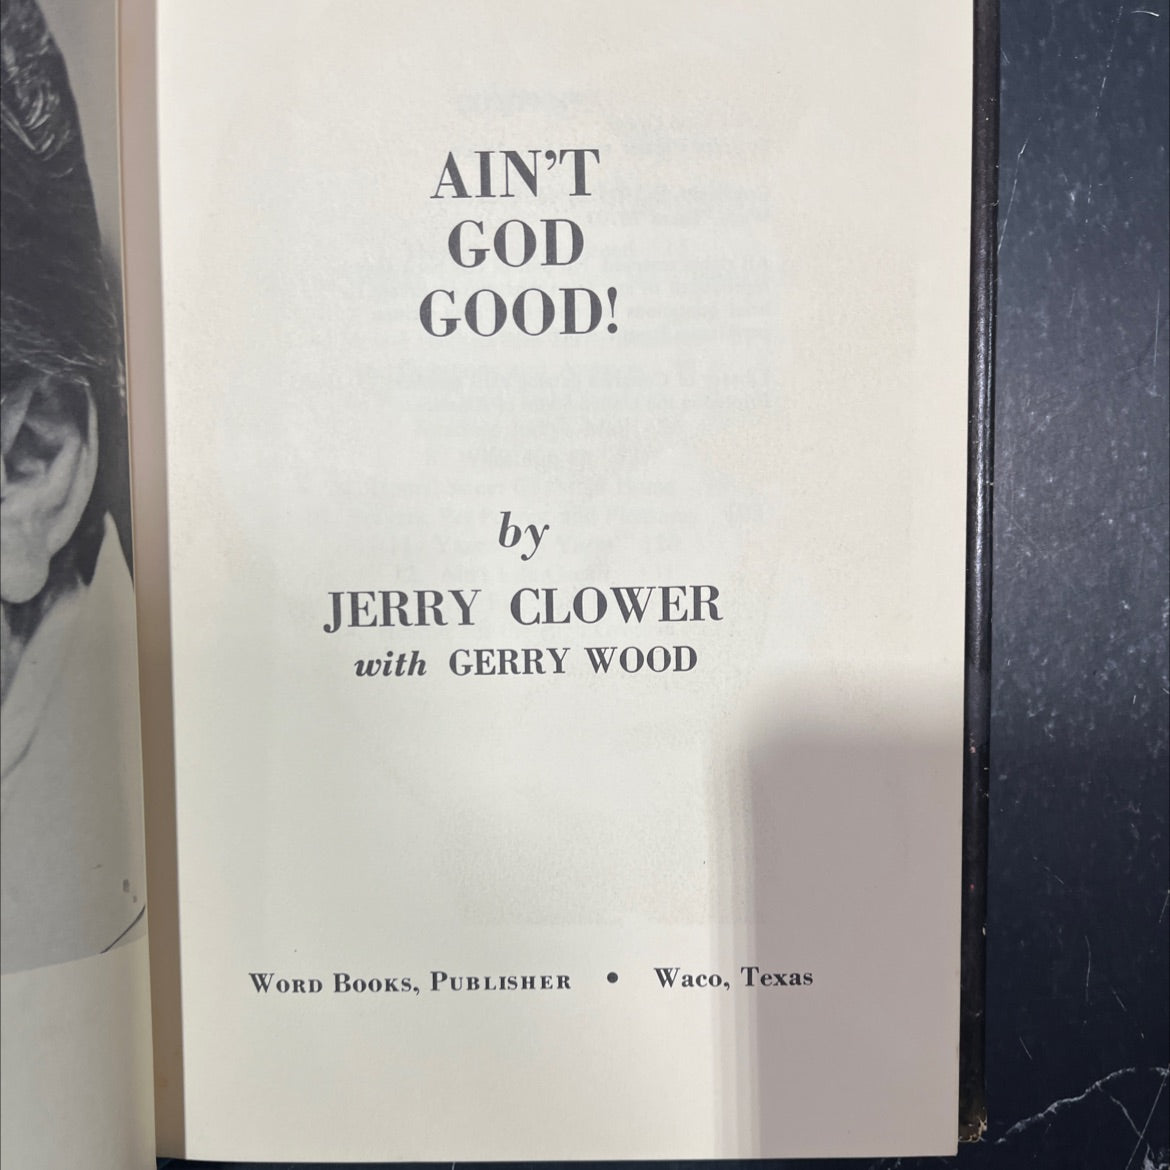 AIN'T
GOD
GOOD!
by
JERRY CLOWER
with GERRY WOOD
WORD BOOKS, PUBLISHER • WACO, TEXAS